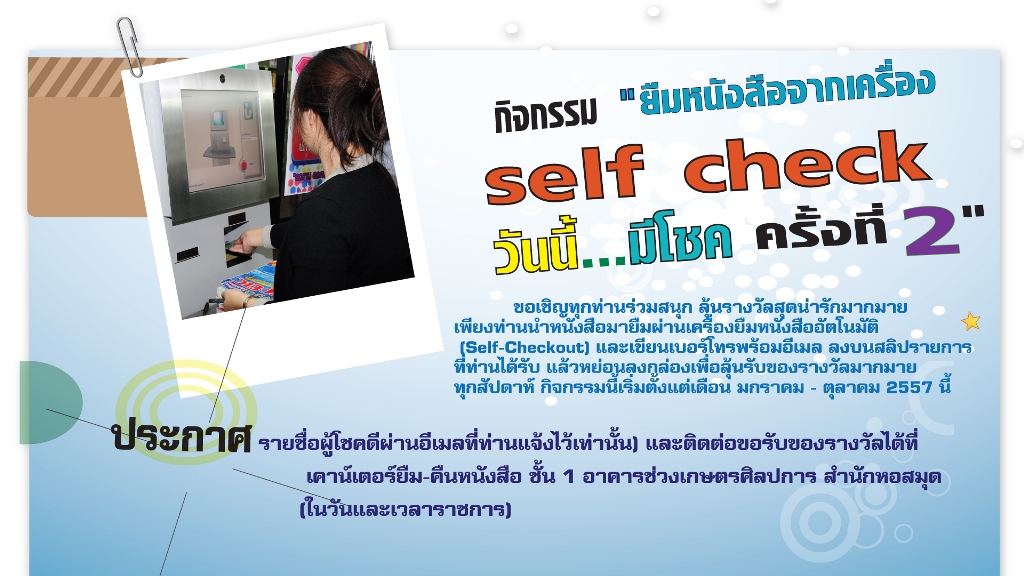 กิจกรรม "ยืมหนังสือจากเครื่อง
self check
วันนี้...มีโชค ครั้งที่ 2"
ขอเชิญทุกท่านร่วมสนุก ลุ้นรางวัลสุดน่ารักมากมาย
เพียงท่านนำหนังสือมายืมผ่านเครื่องยืมหนังสืออัตโนมัติ
(Self-Checkout) และเขียนเบอร์โทรพร้อมอีเมล ลงบนสลิปรายการ
ที่ท่านได้รับ แล้วหย่อนลงกล่องเพื่อลุ้นรับของรางวัลมากมาย
ทุกสัปดาห์ กิจกรรมนี้เริ่มตั้งแต่เดือน มกราคม - ตุลาคม 2557 นี้
ประกาศ รายชื่อผู้โชคดีผ่านอีเมลที่ท่านแจ้งไว้เท่านั้น) และติดต่อขอรับของรางวัลได้ที่
เคาน์เตอร์ยืม-คืนหนังสือ ชั้น 1 อาคารช่วงเกษตรศิลปการ สำนักหอสมุด
(ในวันและเวลาราชการ)